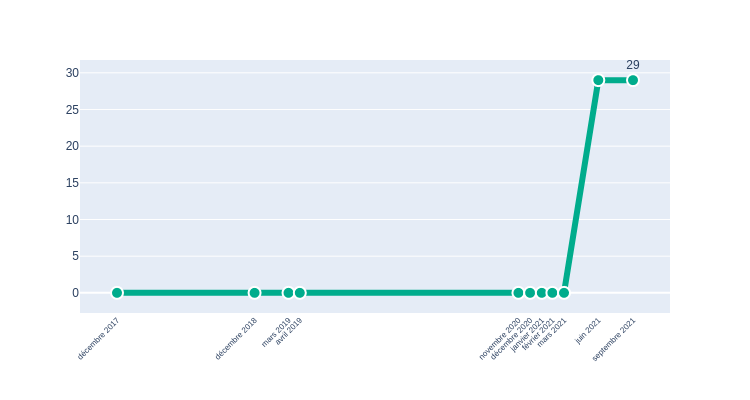 29
30
25
20
15
10
5
0
décembre 2017
décembre 2018
mars 2019
avril 2019
novembre 2020
décembre 2020
janvier 2021
février 2021
mars 2021
juin 2021
septembre 2021